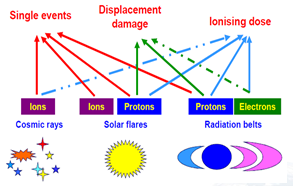 Single events
Displacement
damage
Ionising dose
Ions
Ions
Protons
Protons
Electrons
Cosmic rays
Solar flares
Radiation belts